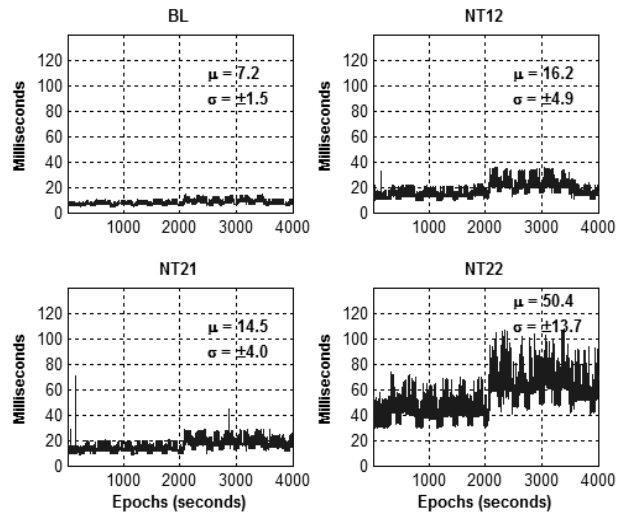 BL
Milliseconds
120
100
80
60
40
20
0
μ = 7.2
σ = ±1.5
1000 2000 3000 4000
NT12
Milliseconds
120
100
80
60
40
20
0
μ = 16.2
σ = ±4.9
1000 2000 3000 4000
NT21
Milliseconds
120
100
80
60
40
20
0
μ = 14.5
σ = ±4.0
0 1000 2000 3000 4000
Epochs (seconds)
NT22
Milliseconds
120
100
80
60
40
20
0
μ = 50.4
σ = ±13.7
0 1000 2000 3000 4000
Epochs (seconds)